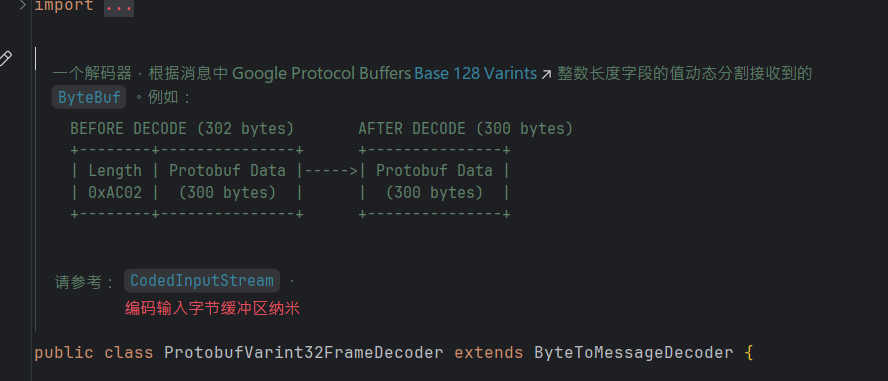 import ...
一个解码器，根据消息中 Google Protocol Buffers Base 128 Varints ↗ 整数长度字段的值动态分割接收到的
ByteBuf 。例如：
BEFORE DECODE (302 bytes)       AFTER DECODE (300 bytes)
+--------+---------------+      +---------------+
| Length | Protobuf Data |----->| Protobuf Data |
| 0xAC02 |  (300 bytes)  |      |  (300 bytes)  |
+--------+---------------+      +---------------+
请参考： CodedInputStream .
编码输入字节缓冲区纳米
public class ProtobufVarint32FrameDecoder extends ByteToMessageDecoder {